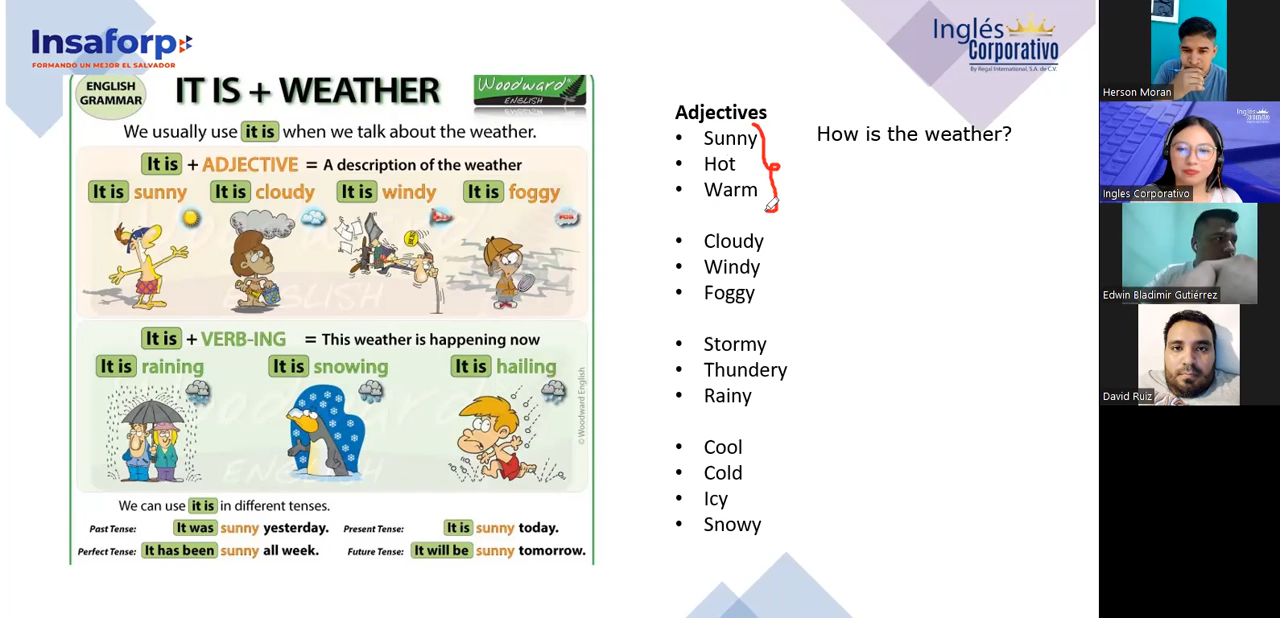 Insaforp
FORMANDO UN MEJOR EL SALVADOR
Inglés
Corporativo
By Regal International, S.A. de C.V.
ENGLISH
GRAMMAR
IT IS + WEATHER
Woodward
ENGLISH
We usually use it is when we talk about the weather.
It is + ADJECTIVE = A description of the weather
It is sunny
It is cloudy
It is windy
It is foggy
FOG
It is + VERB-ING = This weather is happening now
It is raining
It is snowing
It is hailing
© Woodward English
We can use it is in different tenses.
Past Tense: It was sunny yesterday.
Present Tense: It is sunny today.
Perfect Tense: It has been sunny all week.
Future Tense: It will be sunny tomorrow.
Adjectives
• Sunny
• Hot
• Warm
• Cloudy
• Windy
• Foggy
• Stormy
• Thundery
• Rainy
• Cool
• Cold
• Icy
• Snowy
How is the weather?
Herson Moran
Ingles Corporativo
Edwin Bladimir Gutiérrez
David Ruiz